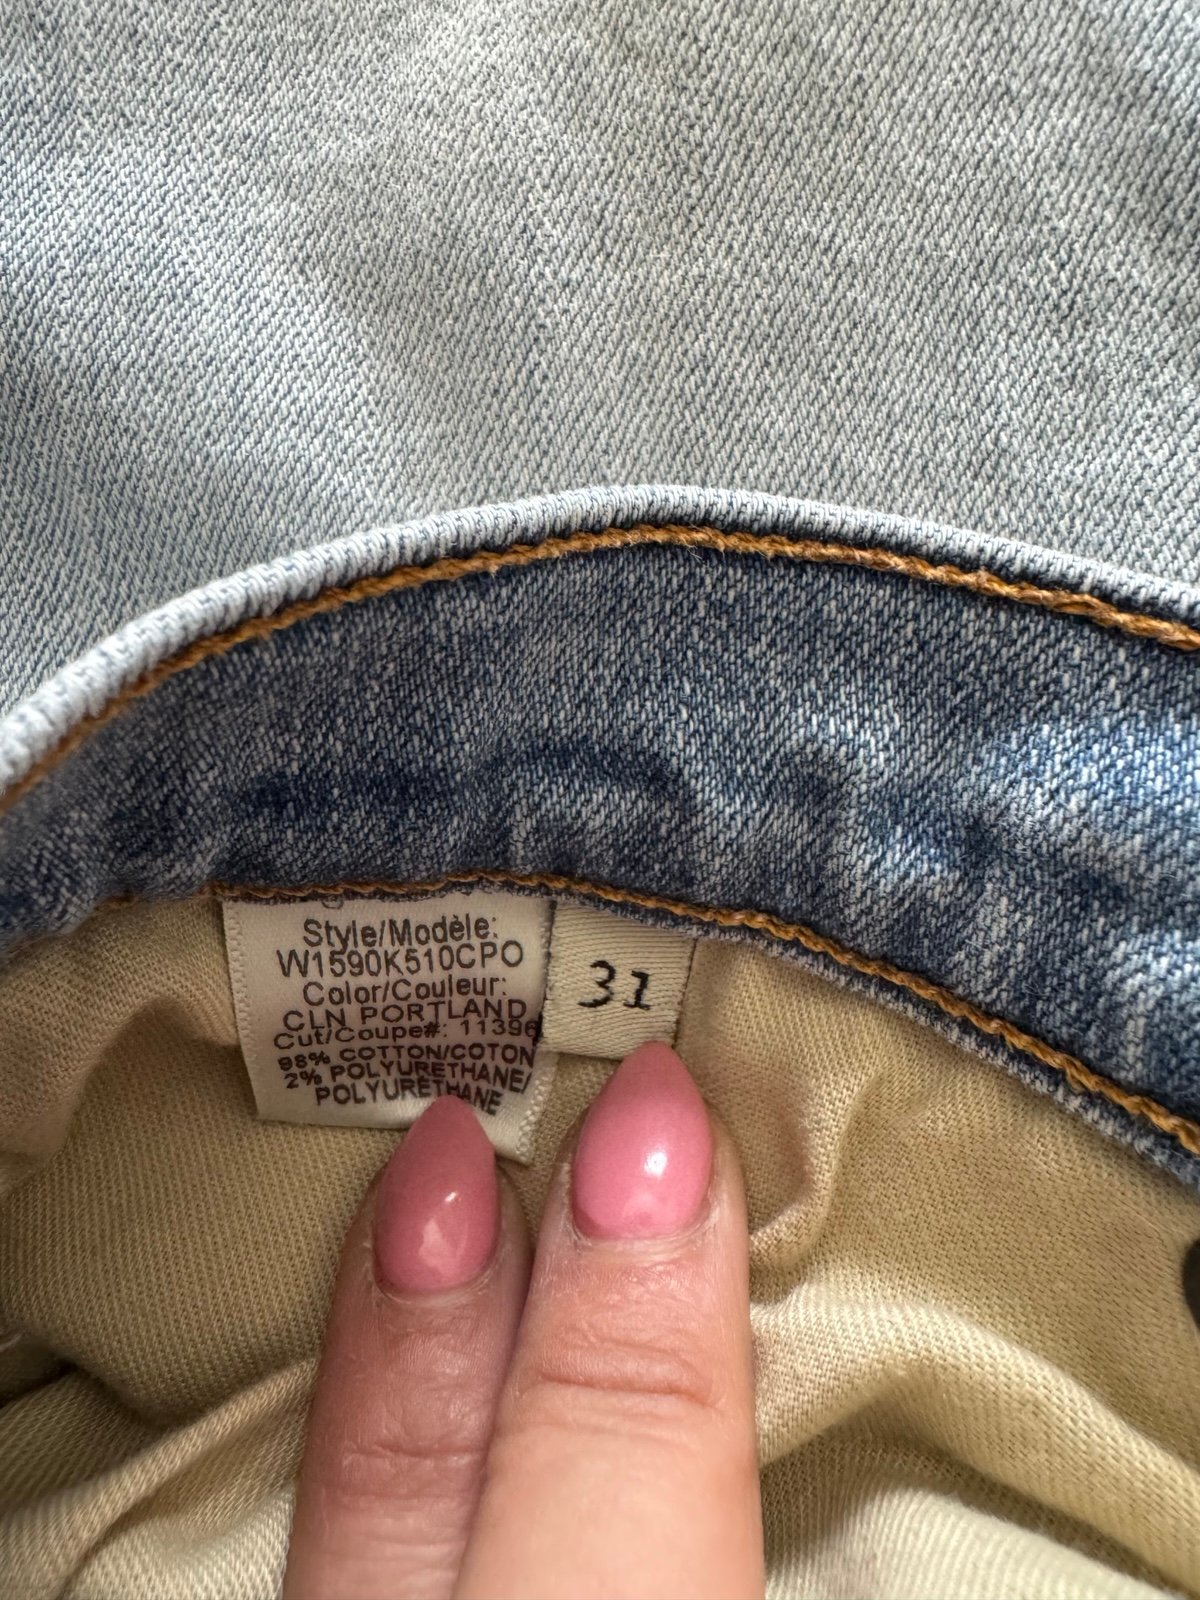 Style/Modèle:
W1590K510CPO
Color/Couleur:
CLN PORTLAND
Cut/Coupe#: 11396
98% COTTON/COTON
2% POLYURETHANE/
POLYURETHANE
31